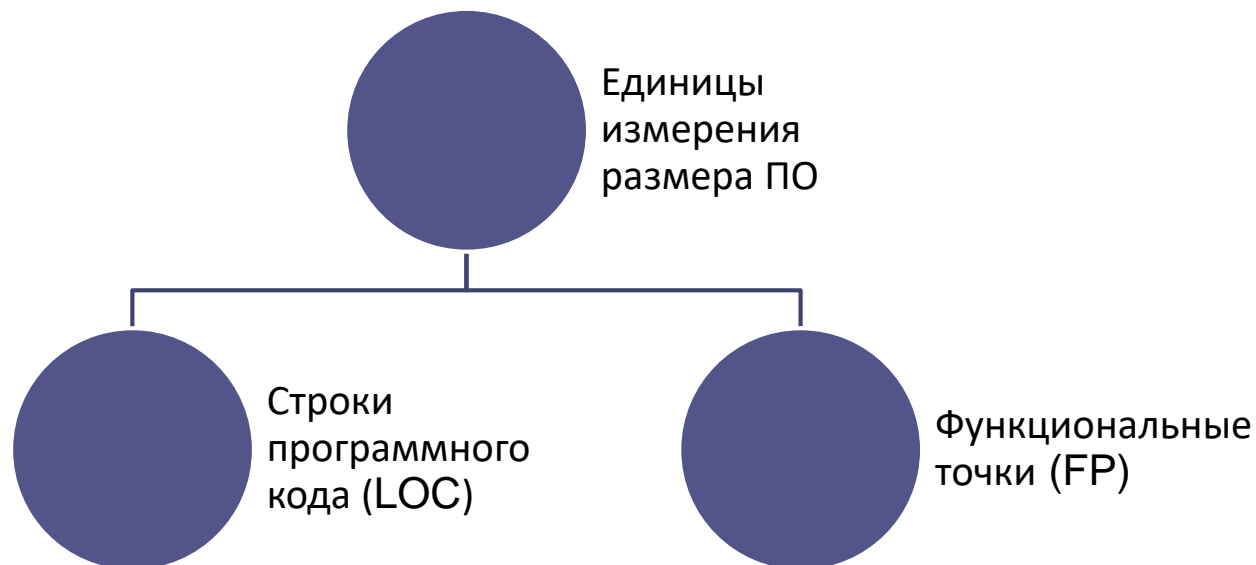 Единицы
измерения
размера ПО
Строки
программного
кода (LOC)
Функциональные
точки (FP)